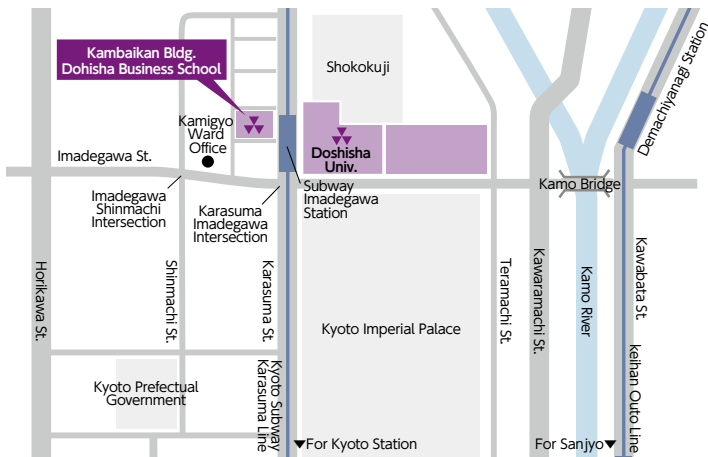 Kambaikan Bldg.
Dohisha Business School
Shokokuji
Demachiyanagi Station
Kamigyo
Ward
Office
Doshisha
Univ.
Imadegawa St.
Subway
Imadegawa
Station
Kamo Bridge
Imadegawa
Shinmachi
Intersection
Karasuma
Imadegawa
Intersection
Horikawa St.
Shinmachi St.
Karasuma St.
Teramachi St.
Kawaramachi St.
Kamo River
Kawabata St.
Kyoto Imperial Palace
Kyoto Prefectual
Government
Kyoto Subway
Karasuma Line
keihan Outo Line
▼For Kyoto Station
For Sanjyo▼